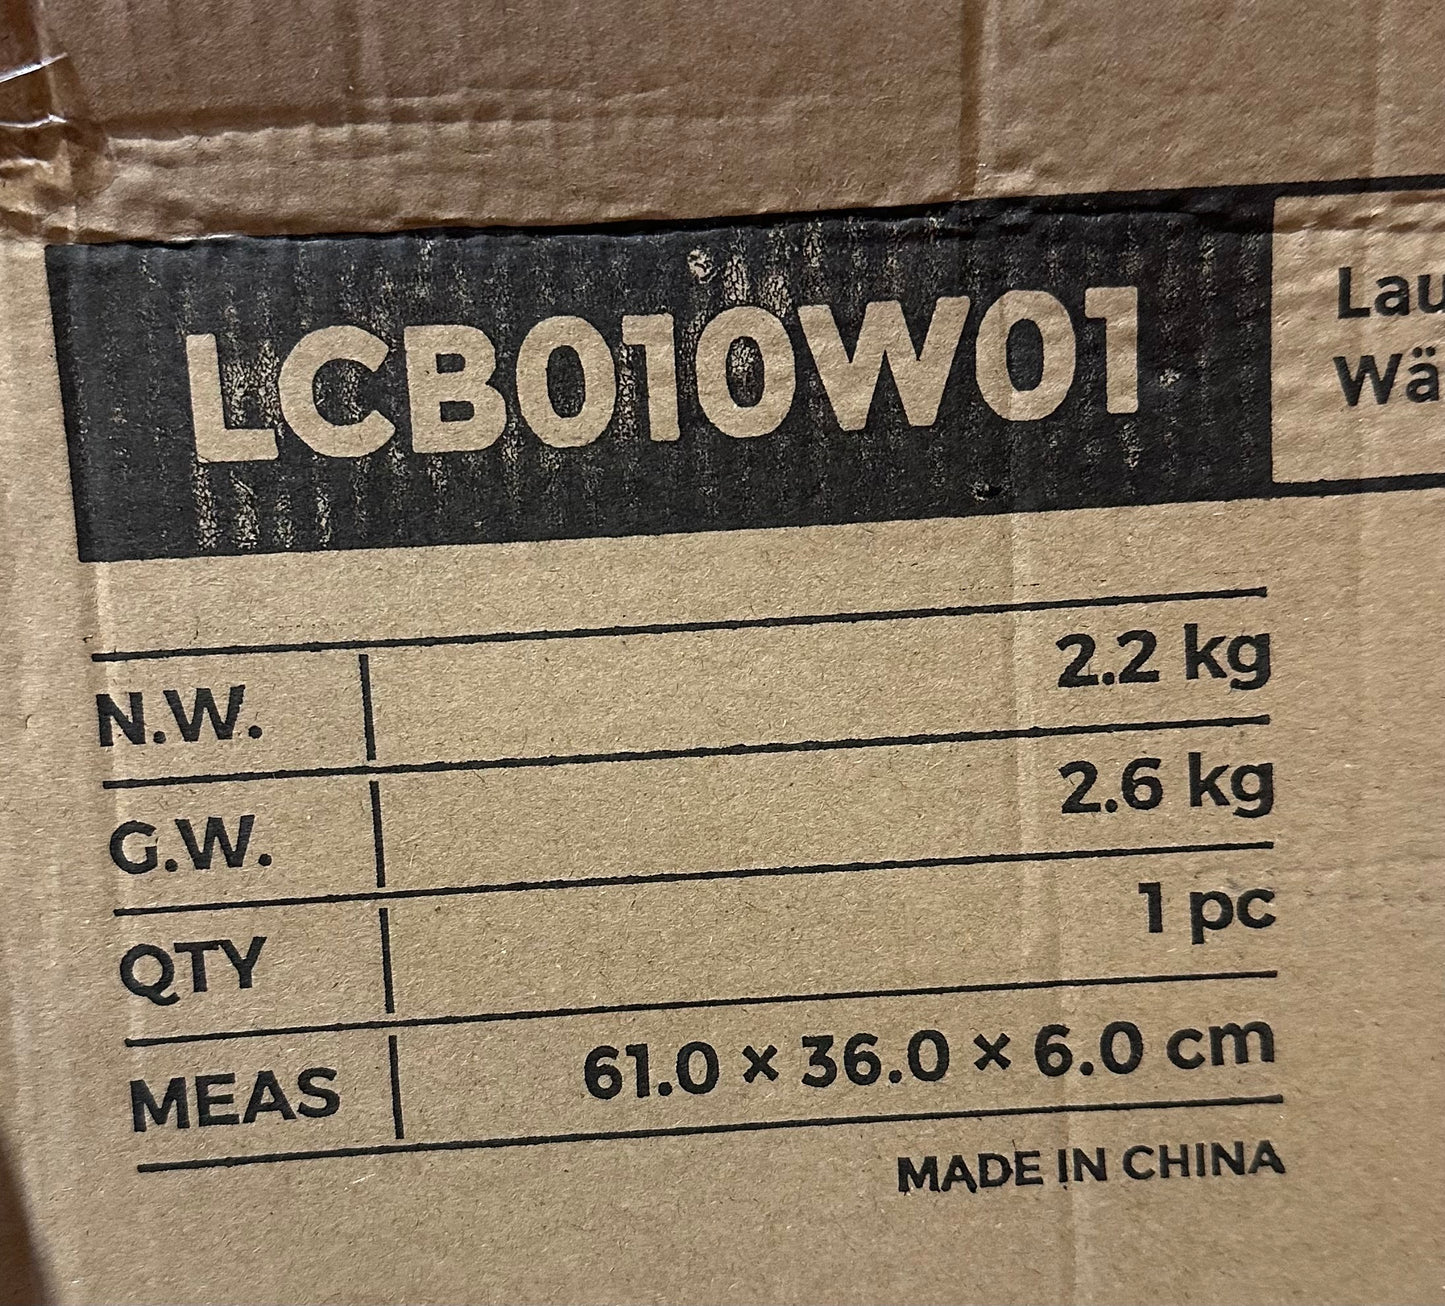 LCB010W01
Lau
Wä
N.W. 2.2 kg
G.W. 2.6 kg
QTY 1 pc
MEAS 61.0 × 36.0 × 6.0 cm
MADE IN CHINA